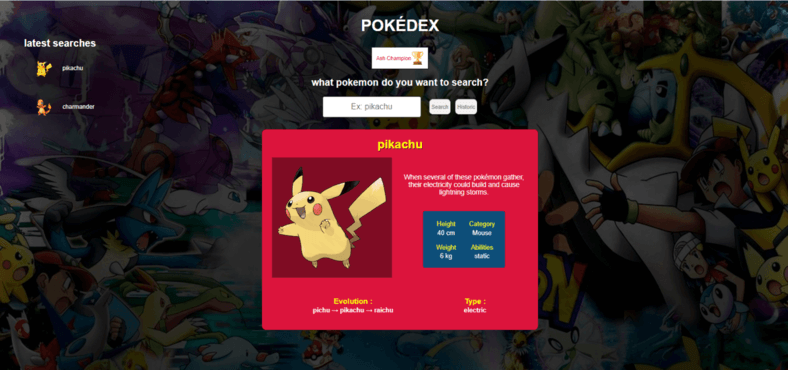 POKÉDEX
latest searches
pikachu
charmander
Ash Champion
what pokemon do you want to search?
Ex: pikachu
Search
Historic
pikachu
When several of these pokémon gather,
their electricity could build and cause
lightning storms.
Height
Category
40 cm
Mouse
Weight
Abilities
6 kg
static
Evolution :
pichu → pikachu → raichu
Type :
electric